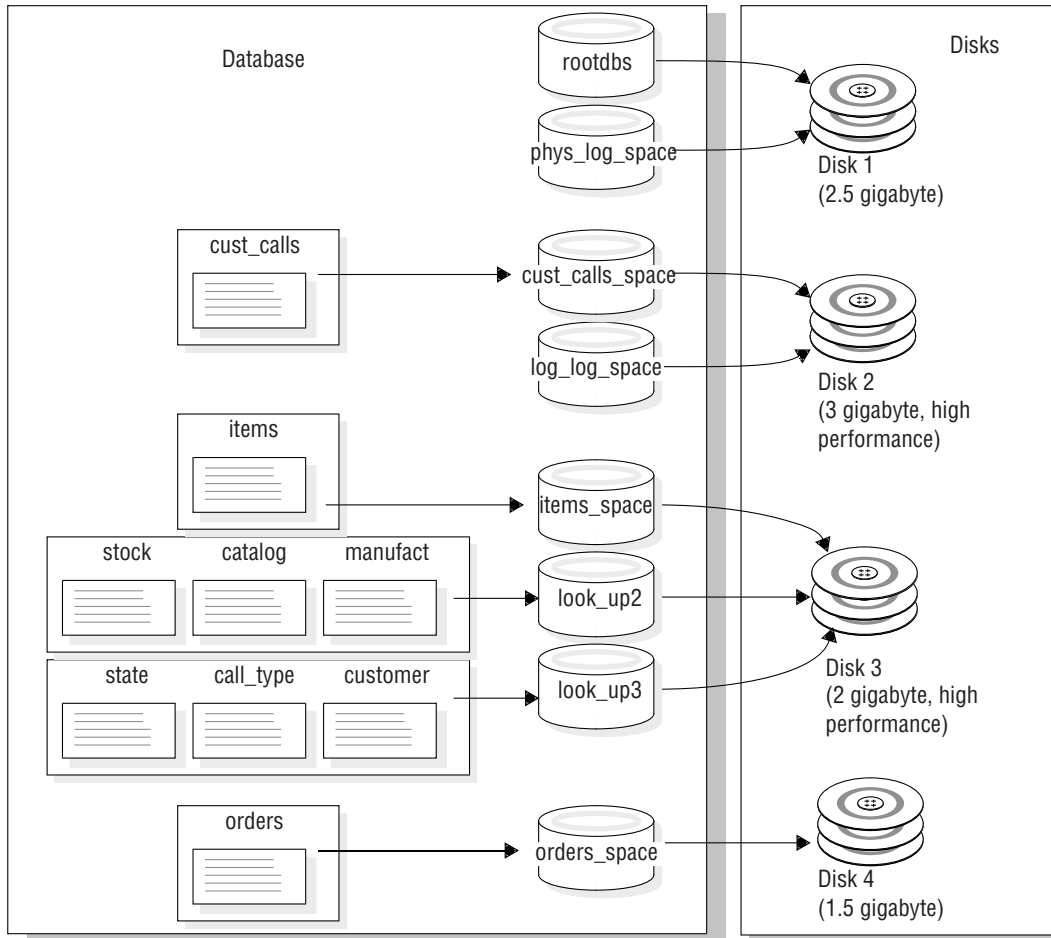 Database
Disks
rootdbs
phys_log_space
Disk 1
(2.5 gigabyte)
cust_calls
cust_calls_space
log_log_space
Disk 2
(3 gigabyte, high
performance)
items
items_space
stock
catalog
manufact
look_up2
state
call_type
customer
look_up3
Disk 3
(2 gigabyte, high
performance)
orders
orders_space
Disk 4
(1.5 gigabyte)